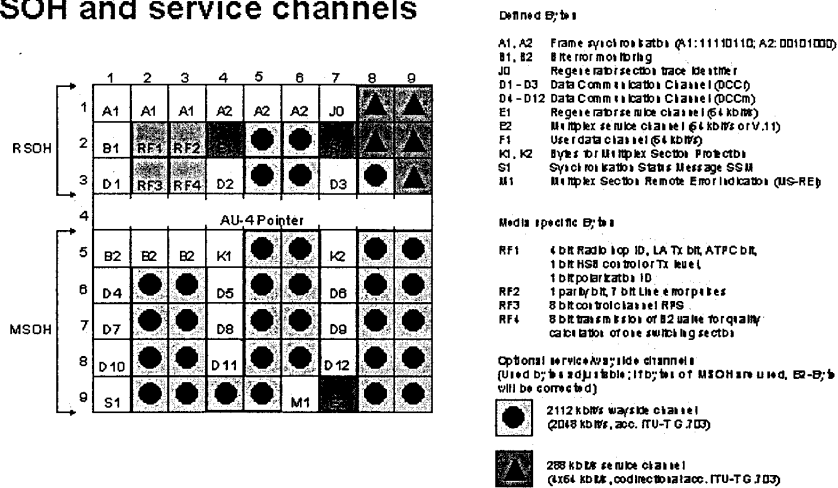 SOH and service channels
1 2 3 4 5 6 7 8 9
RSOH
1 A1 A1 A1 A2 A2 A2 J0
2 B1 RF1 RF2
3 D1 RF3 RF4 D2 D3
4 AU-4 Pointer
MSOH
5 B2 B2 B2 K1 K2
6 D4 D5 D6
7 D7 D8 D9
8 D10 D11 D12
9 S1 M1
Defined Bytes
A1, A2 Frame synchronisation (A1: 11110110; A2: 00101000)
B1, B2 Bit error monitoring
J0 Regenerator section trace identifier
D1 - D3 Data Communication Channel (DCCr)
D4 - D12 Data Communication Channel (DCCm)
E1 Regenerator service channel (64 kbit/s)
E2 Multiplex service channel (64 kbit/s or V.11)
F1 User data channel (64 kbit/s)
K1, K2 Bytes for Multiplex Section Protection
S1 Synchronisation Status Message SSM
M1 Multiplex Section Remote Error Indication (MS-REI)
Media specific Bytes
RF1 4 bit Radio hop ID, LA Tx bit, ATPC bit,
1 bit HSB control or Tx level,
1 bit polarization ID
RF2 1 parity bit, 7 bit Line error pulses
RF3 8 bit control channel RPS
RF4 8 bit transmission of B2 value for quality
calculation of one switching section
Optional service/wayside channels
(Used bytes adjustable; if bytes of MSOH are used, B2-Byte
will be corrected)
2112 kbit/s wayside channel
(2048 kbit/s, acc. ITU-T G.703)
288 kbit/s service channel
(4x64 kbit/s, codirectional acc. ITU-T G.703)